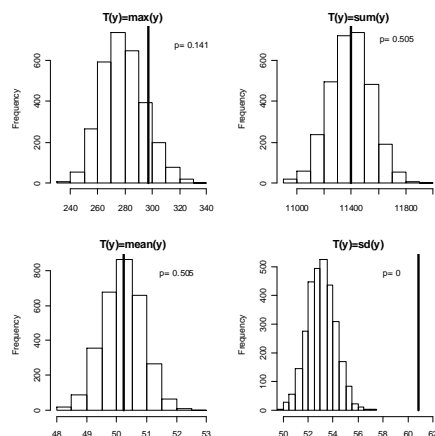 T(y)=max(y)
p= 0.141
Frequency
0 200 400 600
240 260 280 300 320 340
T(y)=sum(y)
p= 0.505
Frequency
0 200 400 600
11000 11400 11800
T(y)=mean(y)
p= 0.505
Frequency
0 200 400 600 800
48 49 50 51 52 53
T(y)=sd(y)
p= 0
Frequency
0 100 200 300 400 500
50 52 54 56 58 60 62